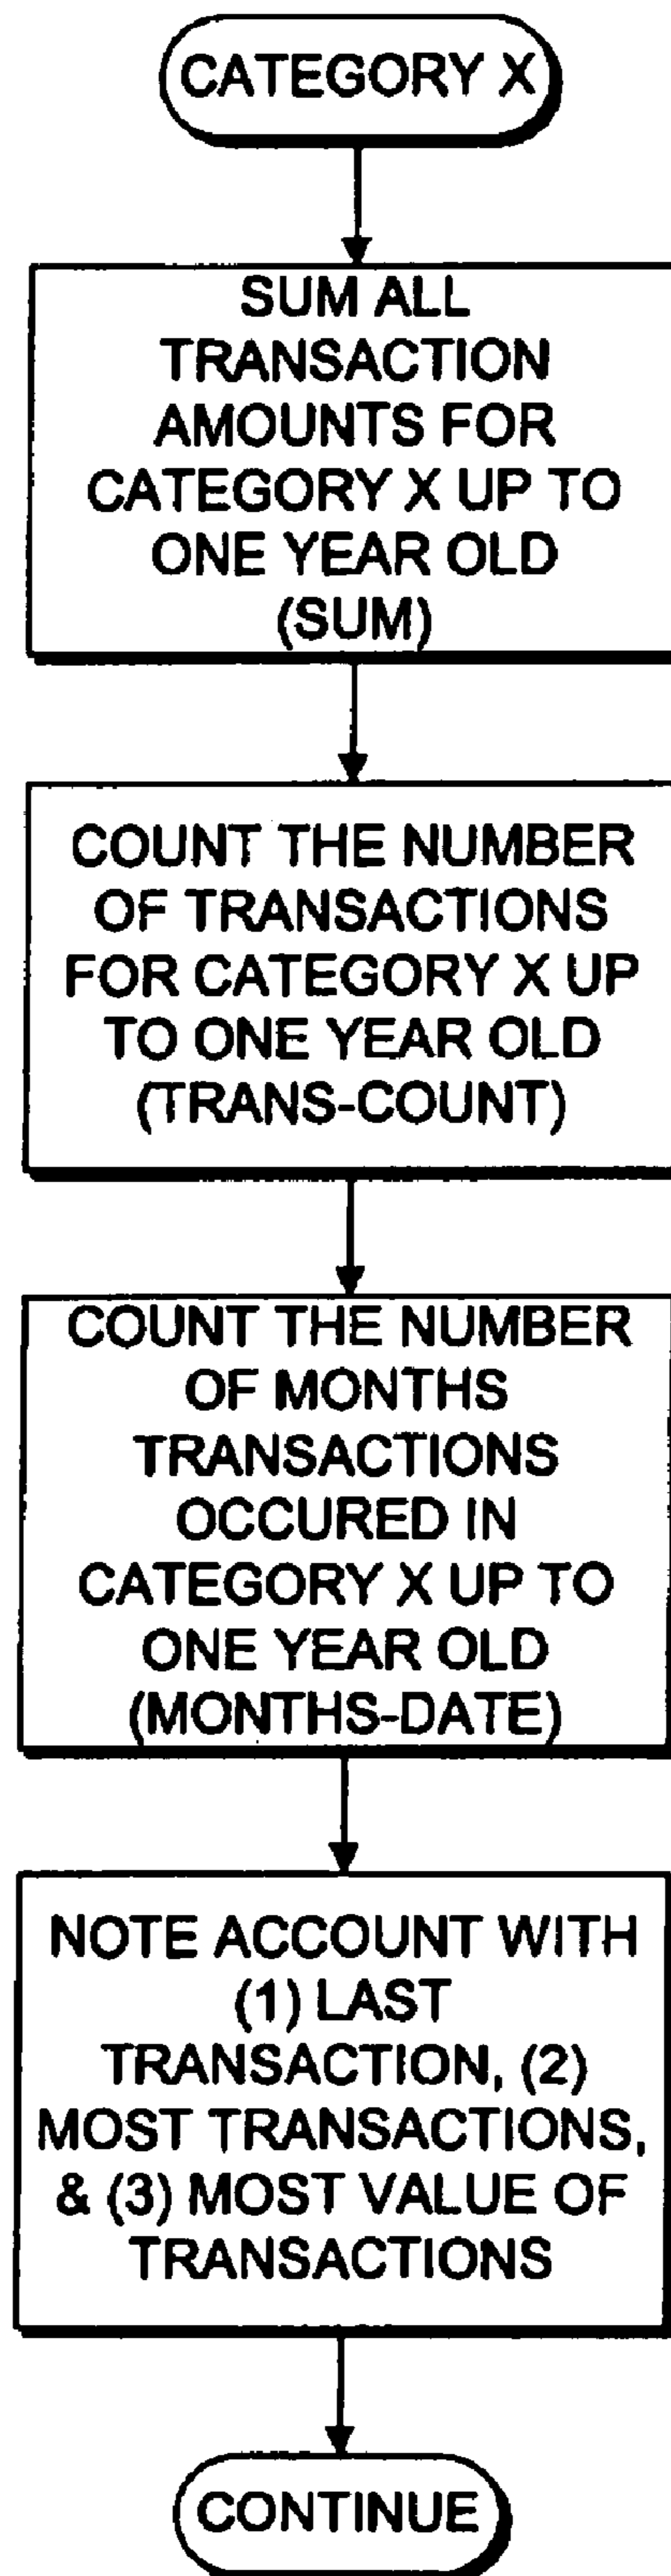 CATEGORY X
SUM ALL
TRANSACTION
AMOUNTS FOR
CATEGORY X UP TO
ONE YEAR OLD
(SUM)
COUNT THE NUMBER
OF TRANSACTIONS
FOR CATEGORY X UP
TO ONE YEAR OLD
(TRANS-COUNT)
COUNT THE NUMBER
OF MONTHS
TRANSACTIONS
OCCURED IN
CATEGORY X UP TO
ONE YEAR OLD
(MONTHS-DATE)
NOTE ACCOUNT WITH
(1) LAST
TRANSACTION, (2)
MOST TRANSACTIONS,
& (3) MOST VALUE OF
TRANSACTIONS
CONTINUE